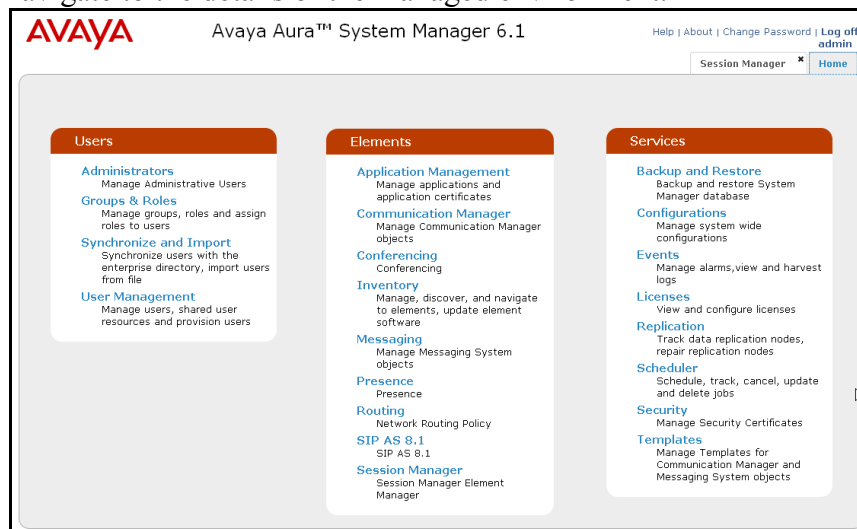 AVAYA
Avaya Aura™ System Manager 6.1
Help | About | Change Password | Log off
admin
Session Manager ✖ Home
Users
Administrators
Manage Administrative Users
Groups & Roles
Manage groups, roles and assign
roles to users
Synchronize and Import
Synchronize users with the
enterprise directory, import users
from file
User Management
Manage users, shared user
resources and provision users
Elements
Application Management
Manage applications and
application certificates
Communication Manager
Manage Communication Manager
objects
Conferencing
Conferencing
Inventory
Manage, discover, and navigate
to elements, update element
software
Messaging
Manage Messaging System
objects
Presence
Presence
Routing
Network Routing Policy
SIP AS 8.1
SIP AS 8.1
Session Manager
Session Manager Element
Manager
Services
Backup and Restore
Backup and restore System
Manager database
Configurations
Manage system wide
configurations
Events
Manage alarms,view and harvest
logs
Licenses
View and configure licenses
Replication
Track data replication nodes,
repair replication nodes
Scheduler
Schedule, track, cancel, update
and delete jobs
Security
Manage Security Certificates
Templates
Manage Templates for
Communication Manager and
Messaging System objects